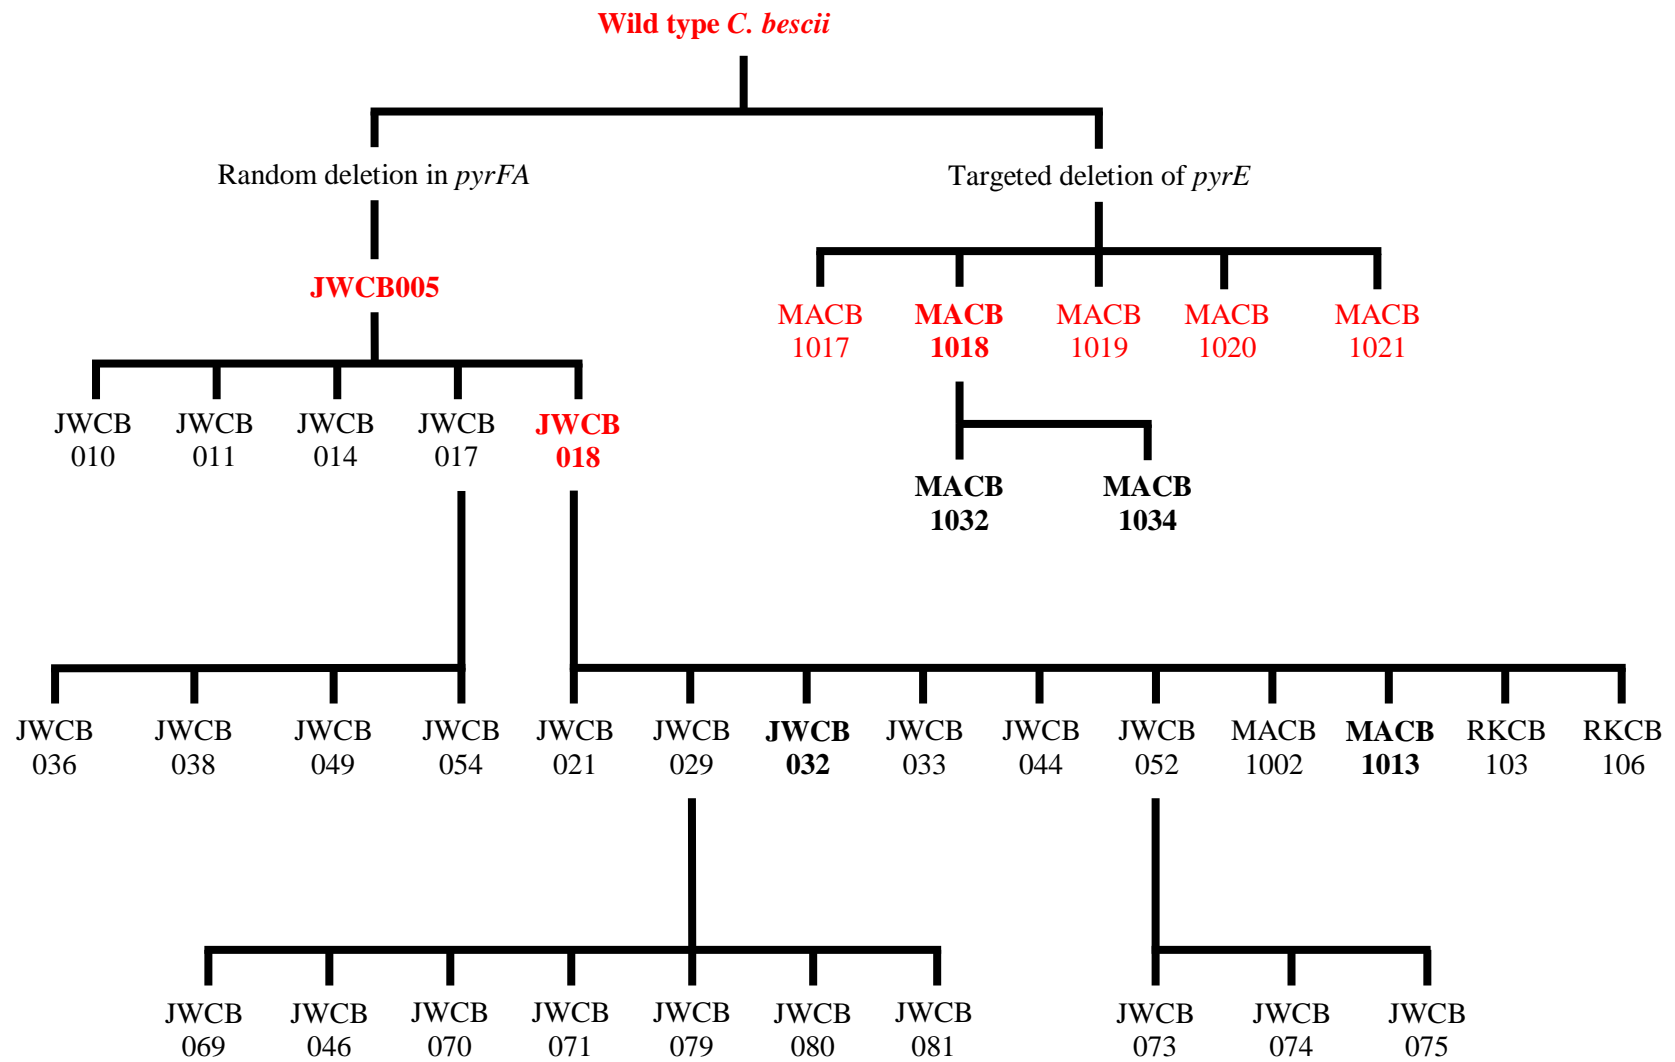 Wild type C. bescii
Random deletion in pyrFA
Targeted deletion of pyrE
JWCB005
MACB
1017
MACB
1018
MACB
1019
MACB
1020
MACB
1021
JWCB
010
JWCB
011
JWCB
014
JWCB
017
JWCB
018
MACB
1032
MACB
1034
JWCB
036
JWCB
038
JWCB
049
JWCB
054
JWCB
021
JWCB
029
JWCB
032
JWCB
033
JWCB
044
JWCB
052
MACB
1002
MACB
1013
RKCB
103
RKCB
106
JWCB
069
JWCB
046
JWCB
070
JWCB
071
JWCB
079
JWCB
080
JWCB
081
JWCB
073
JWCB
074
JWCB
075